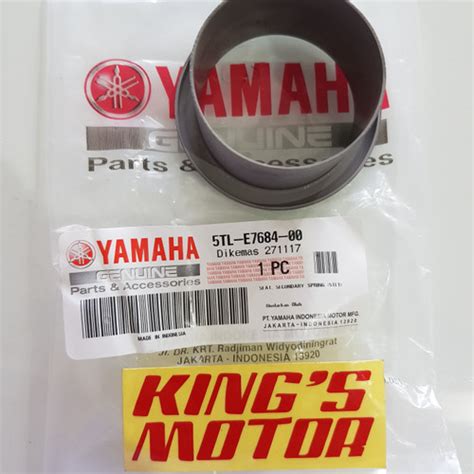 YAMAHA
GENUINE
Parts & Accessories
YAMAHA
GENUINE
Parts & Accessories
MADE IN INDONESIA
5TL-E7684-00
Dikemas 271117
1 PC
SEAT, SECONDARY SPRING
PT. YAMAHA INDONESIA MOTOR MFG.
JAKARTA - INDONESIA 13920
JL. DR. KRT. Radjiman Widyodiningrat
JAKARTA - INDONESIA 13920
KING'S
MOTOR